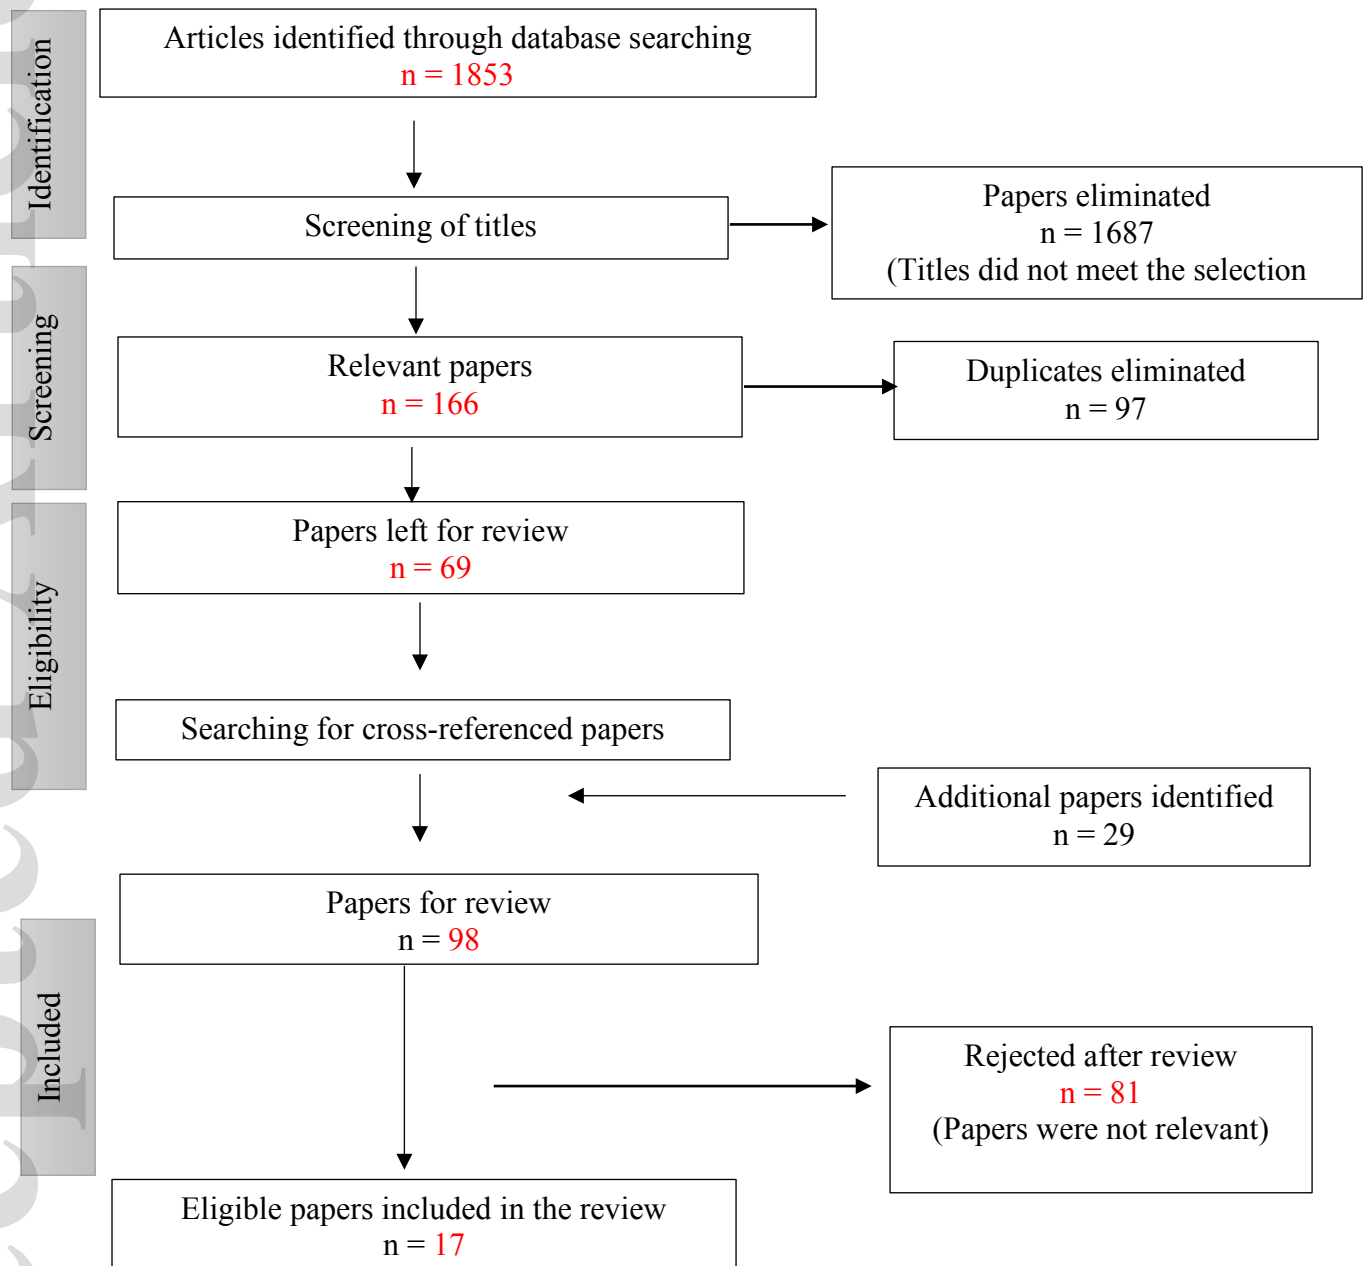 Identification
Articles identified through database searching
n = 1853
Screening of titles
Papers eliminated
n = 1687
(Titles did not meet the selection
Screening
Relevant papers
n = 166
Duplicates eliminated
n = 97
Eligibility
Papers left for review
n = 69
Searching for cross-referenced papers
Additional papers identified
n = 29
Included
Papers for review
n = 98
Rejected after review
n = 81
(Papers were not relevant)
Eligible papers included in the review
n = 17